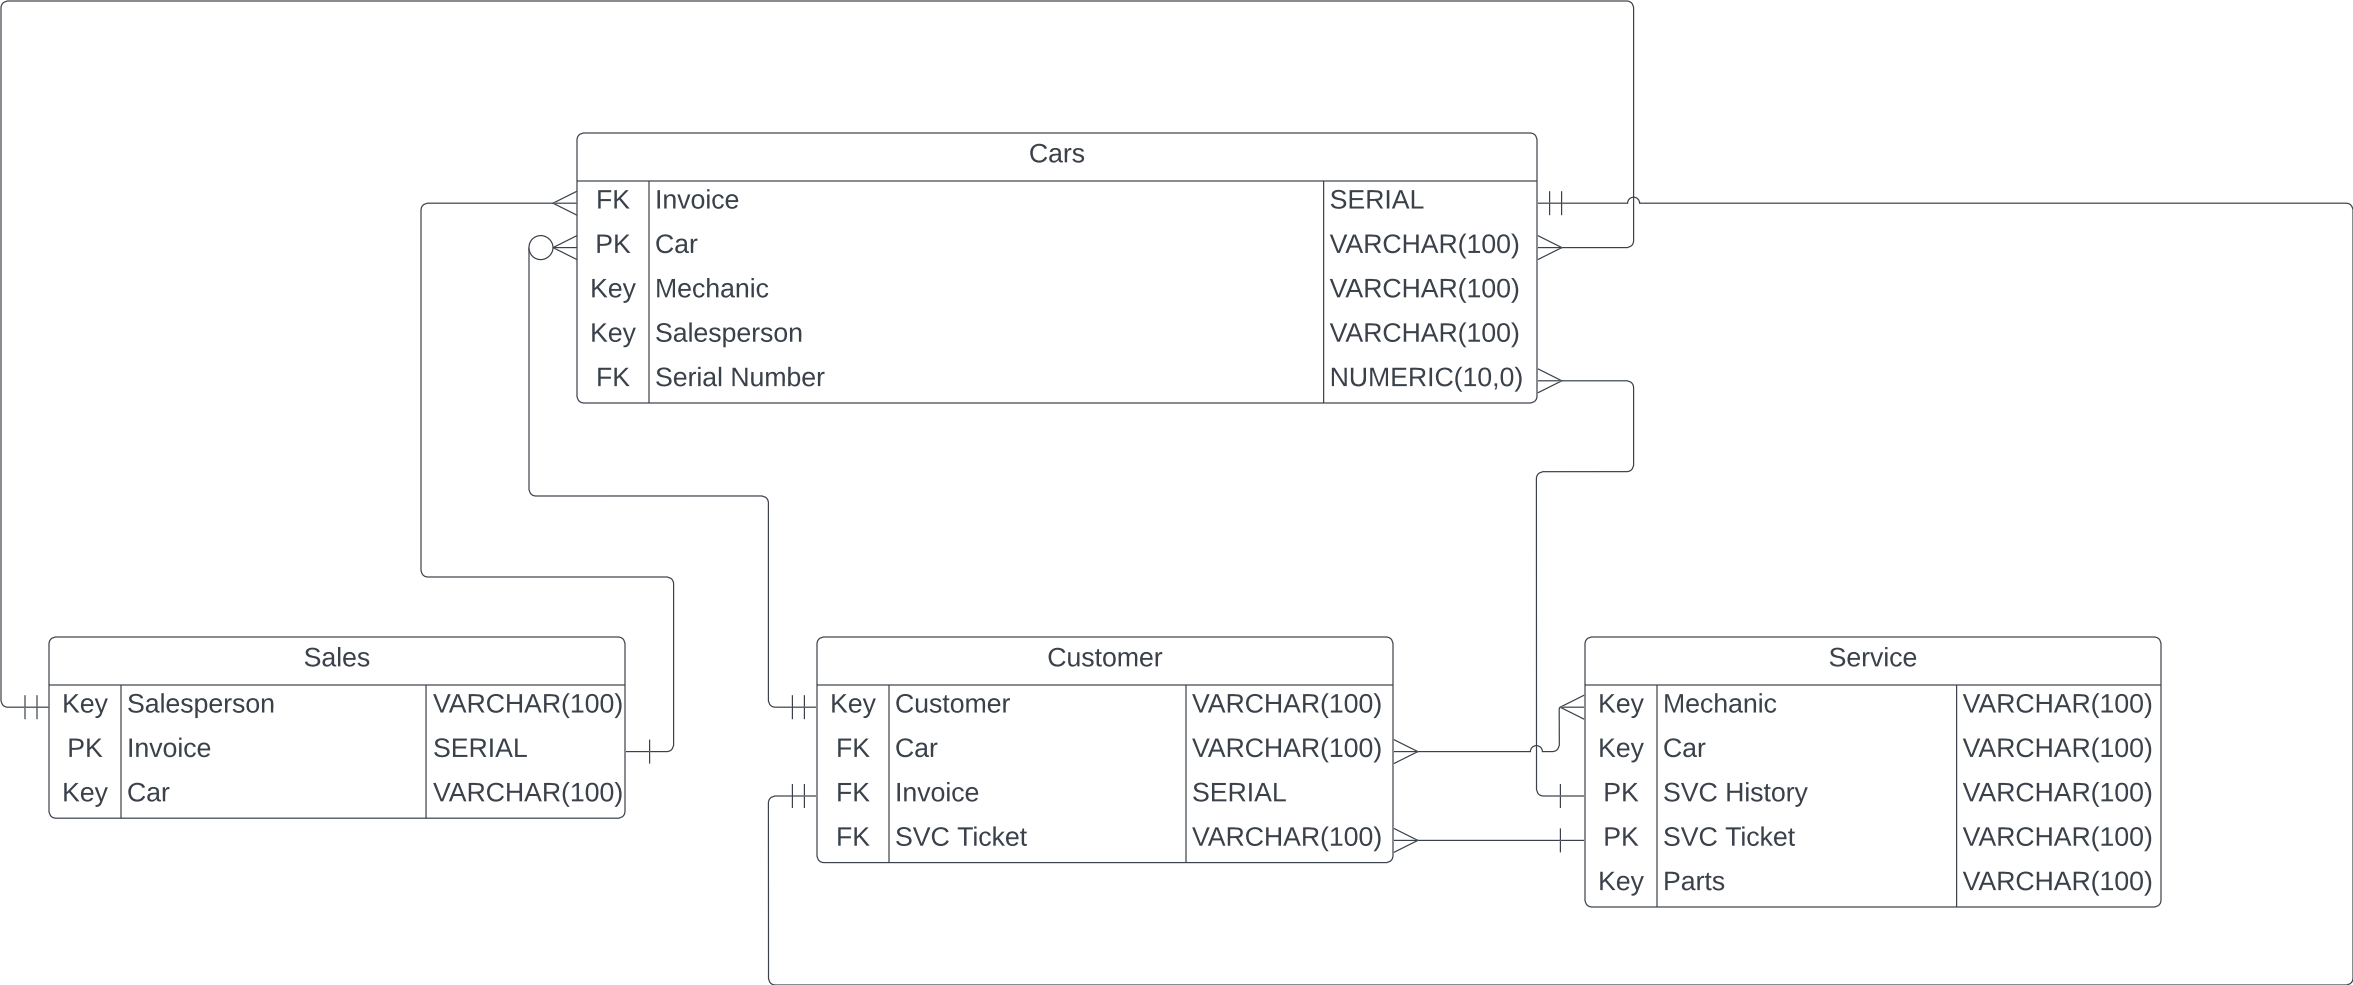 Cars
FK Invoice SERIAL
PK Car VARCHAR(100)
Key Mechanic VARCHAR(100)
Key Salesperson VARCHAR(100)
FK Serial Number NUMERIC(10,0)
Sales
Key Salesperson VARCHAR(100)
PK Invoice SERIAL
Key Car VARCHAR(100)
Customer
Key Customer VARCHAR(100)
FK Car VARCHAR(100)
FK Invoice SERIAL
FK SVC Ticket VARCHAR(100)
Service
Key Mechanic VARCHAR(100)
Key Car VARCHAR(100)
PK SVC History VARCHAR(100)
PK SVC Ticket VARCHAR(100)
Key Parts VARCHAR(100)